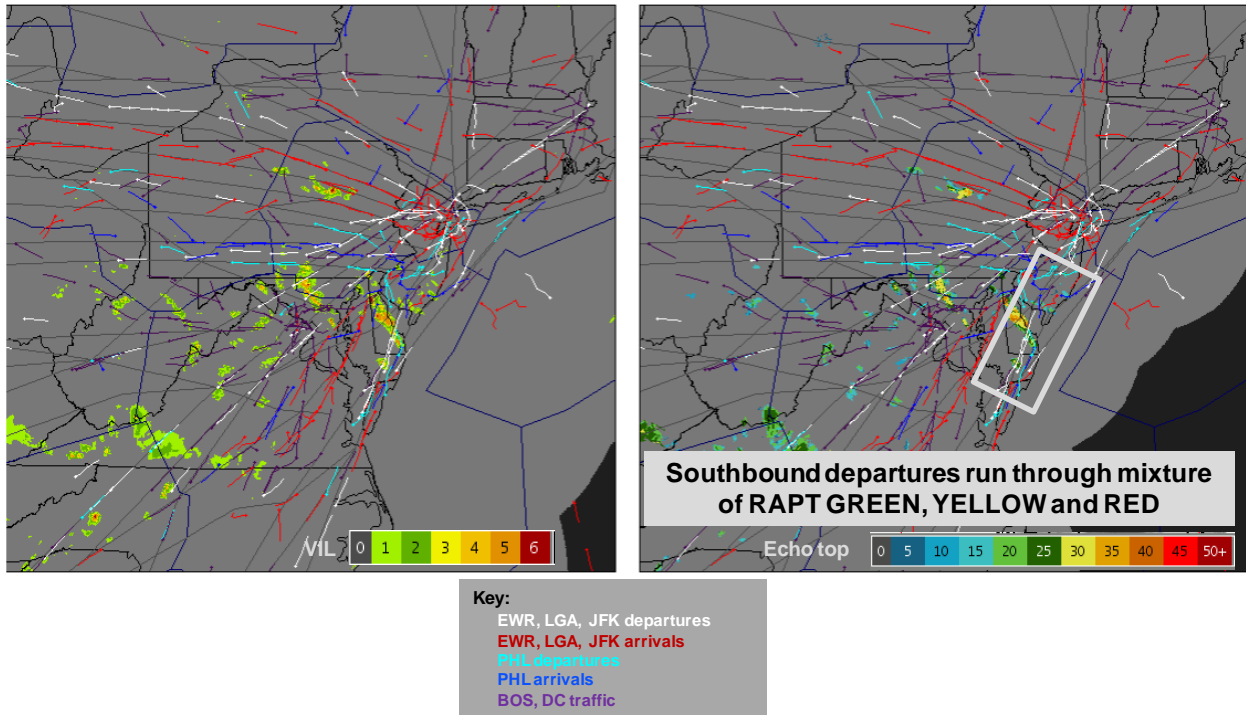 Southbound departures run through mixture
of RAPT GREEN, YELLOW and RED
VIL 0 1 2 3 4 5 6
Echo top 0 5 10 15 20 25 30 35 40 45 50+
Key:
EWR, LGA, JFK departures
EWR, LGA, JFK arrivals
PHL departures
PHL arrivals
BOS, DC traffic